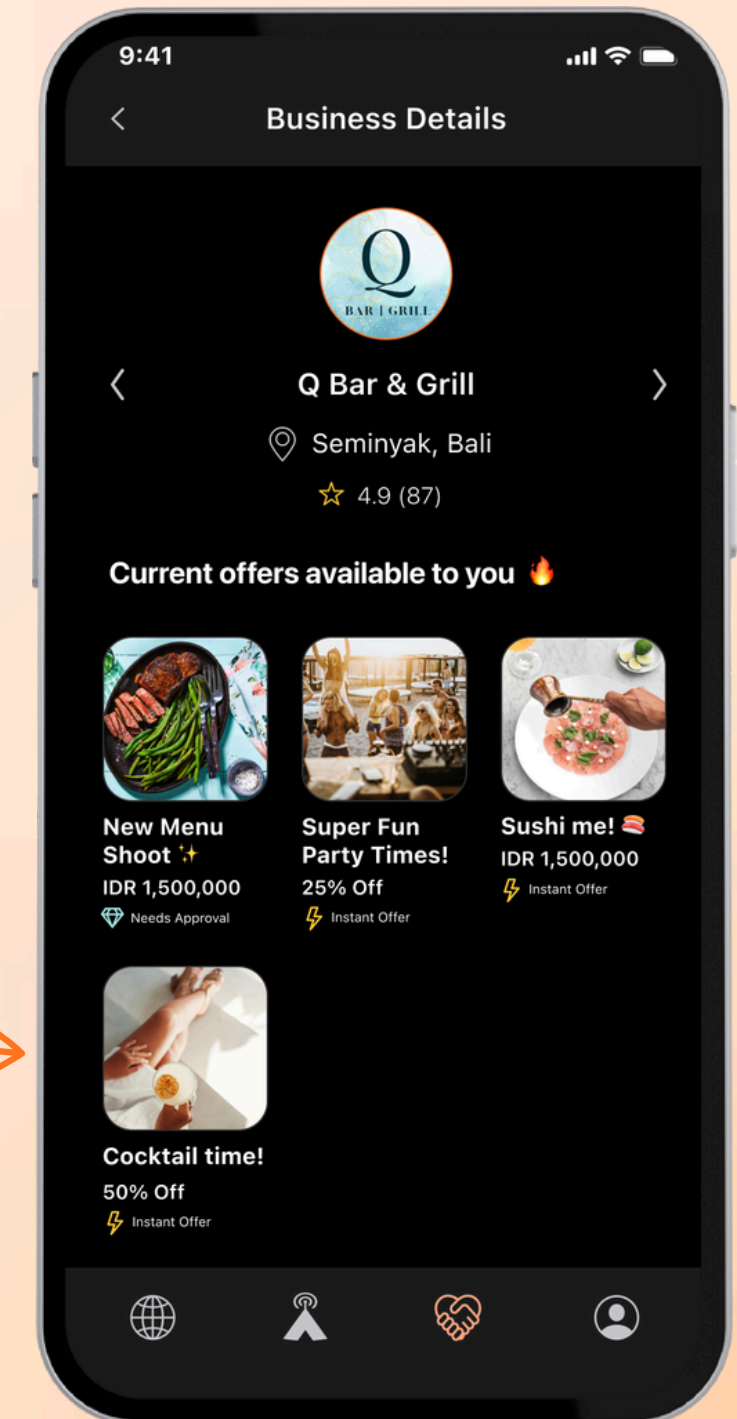 9:41
Business Details
Q
BAR | GRILL
Q Bar & Grill
Seminyak, Bali
4.9 (87)
Current offers available to you 🔥
New Menu
Shoot ✨
IDR 1,500,000
Needs Approval
Super Fun
Party Times!
25% Off
Instant Offer
Sushi me! 🍣
IDR 1,500,000
Instant Offer
Cocktail time!
50% Off
Instant Offer